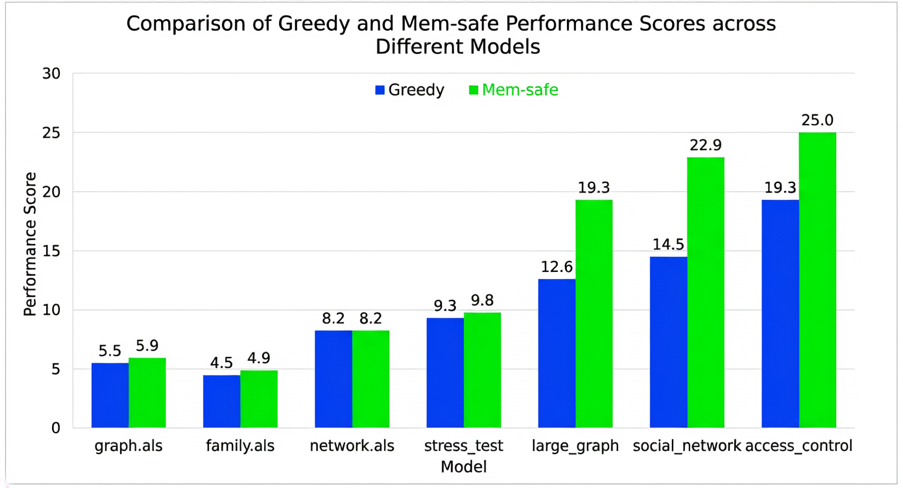 Comparison of Greedy and Mem-safe Performance Scores across
Different Models
30
Greedy Mem-safe
25
20
15
10
5
0
Performance Score
5.5 5.9
4.5 4.9
8.2 8.2
9.3 9.8
12.6 19.3
14.5 22.9
19.3 25.0
graph.als family.als network.als stress_test large_graph social_network access_control
Model